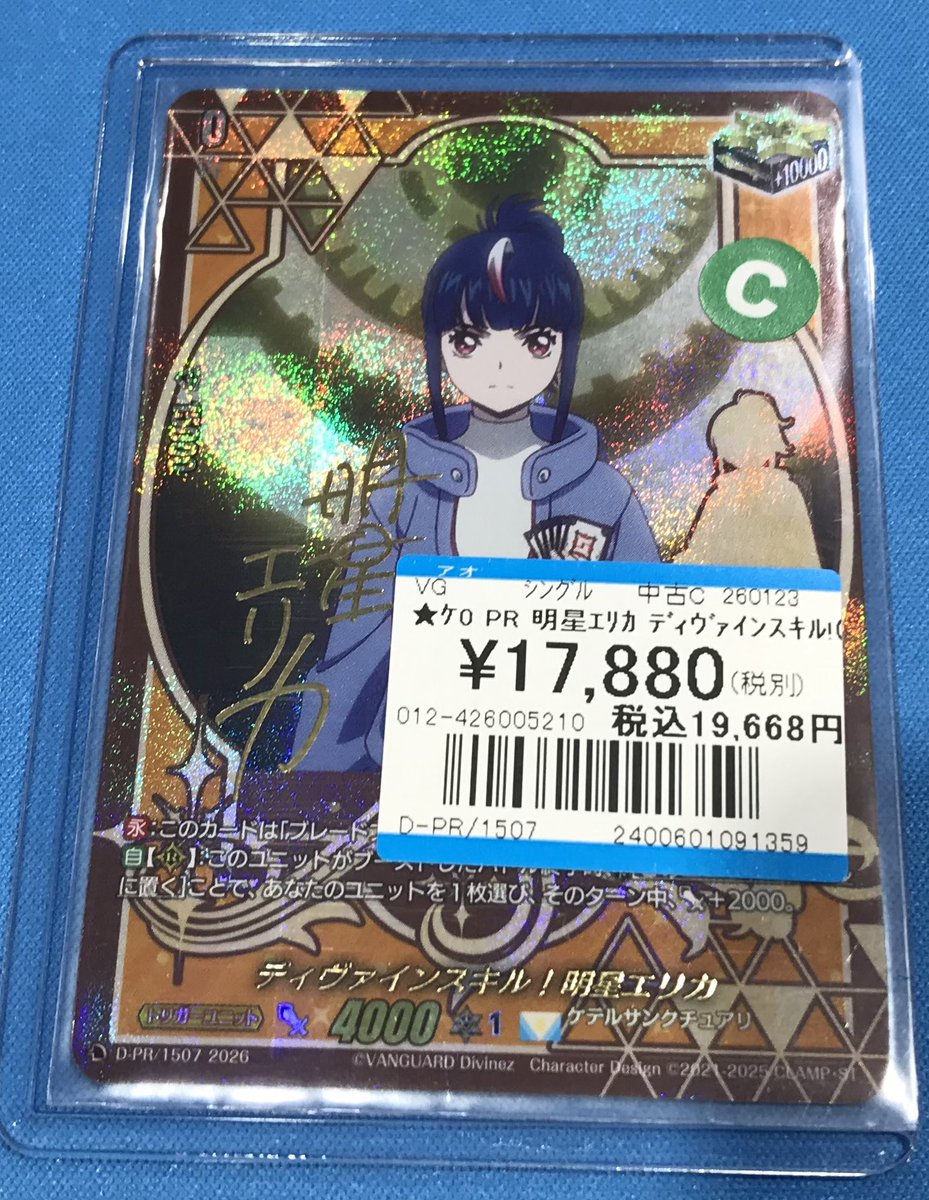 0
+10000
C
明星
エリカ
アオ
VG シングル 中古C 260123
★ｹ0 PR 明星ｴﾘｶ ﾃﾞｨｳﾞｧｲﾝｽｷﾙ!(
¥17,880(税別)
012-426005210 税込19,668円
D-PR/1507 2400601091359
永:このカードは「ブレード
自【】:このユニットがブーストした
に置く]ことで、あなたのユニットを1枚選び、そのターン中、+2000。
ディヴァインスキル！明星エリカ
トリガーユニット 4000 1 ケテルサンクチュアリ
D-PR/1507 2026 ©VANGUARD Divinez Character Design ©2021-2025 CLAMP・ST